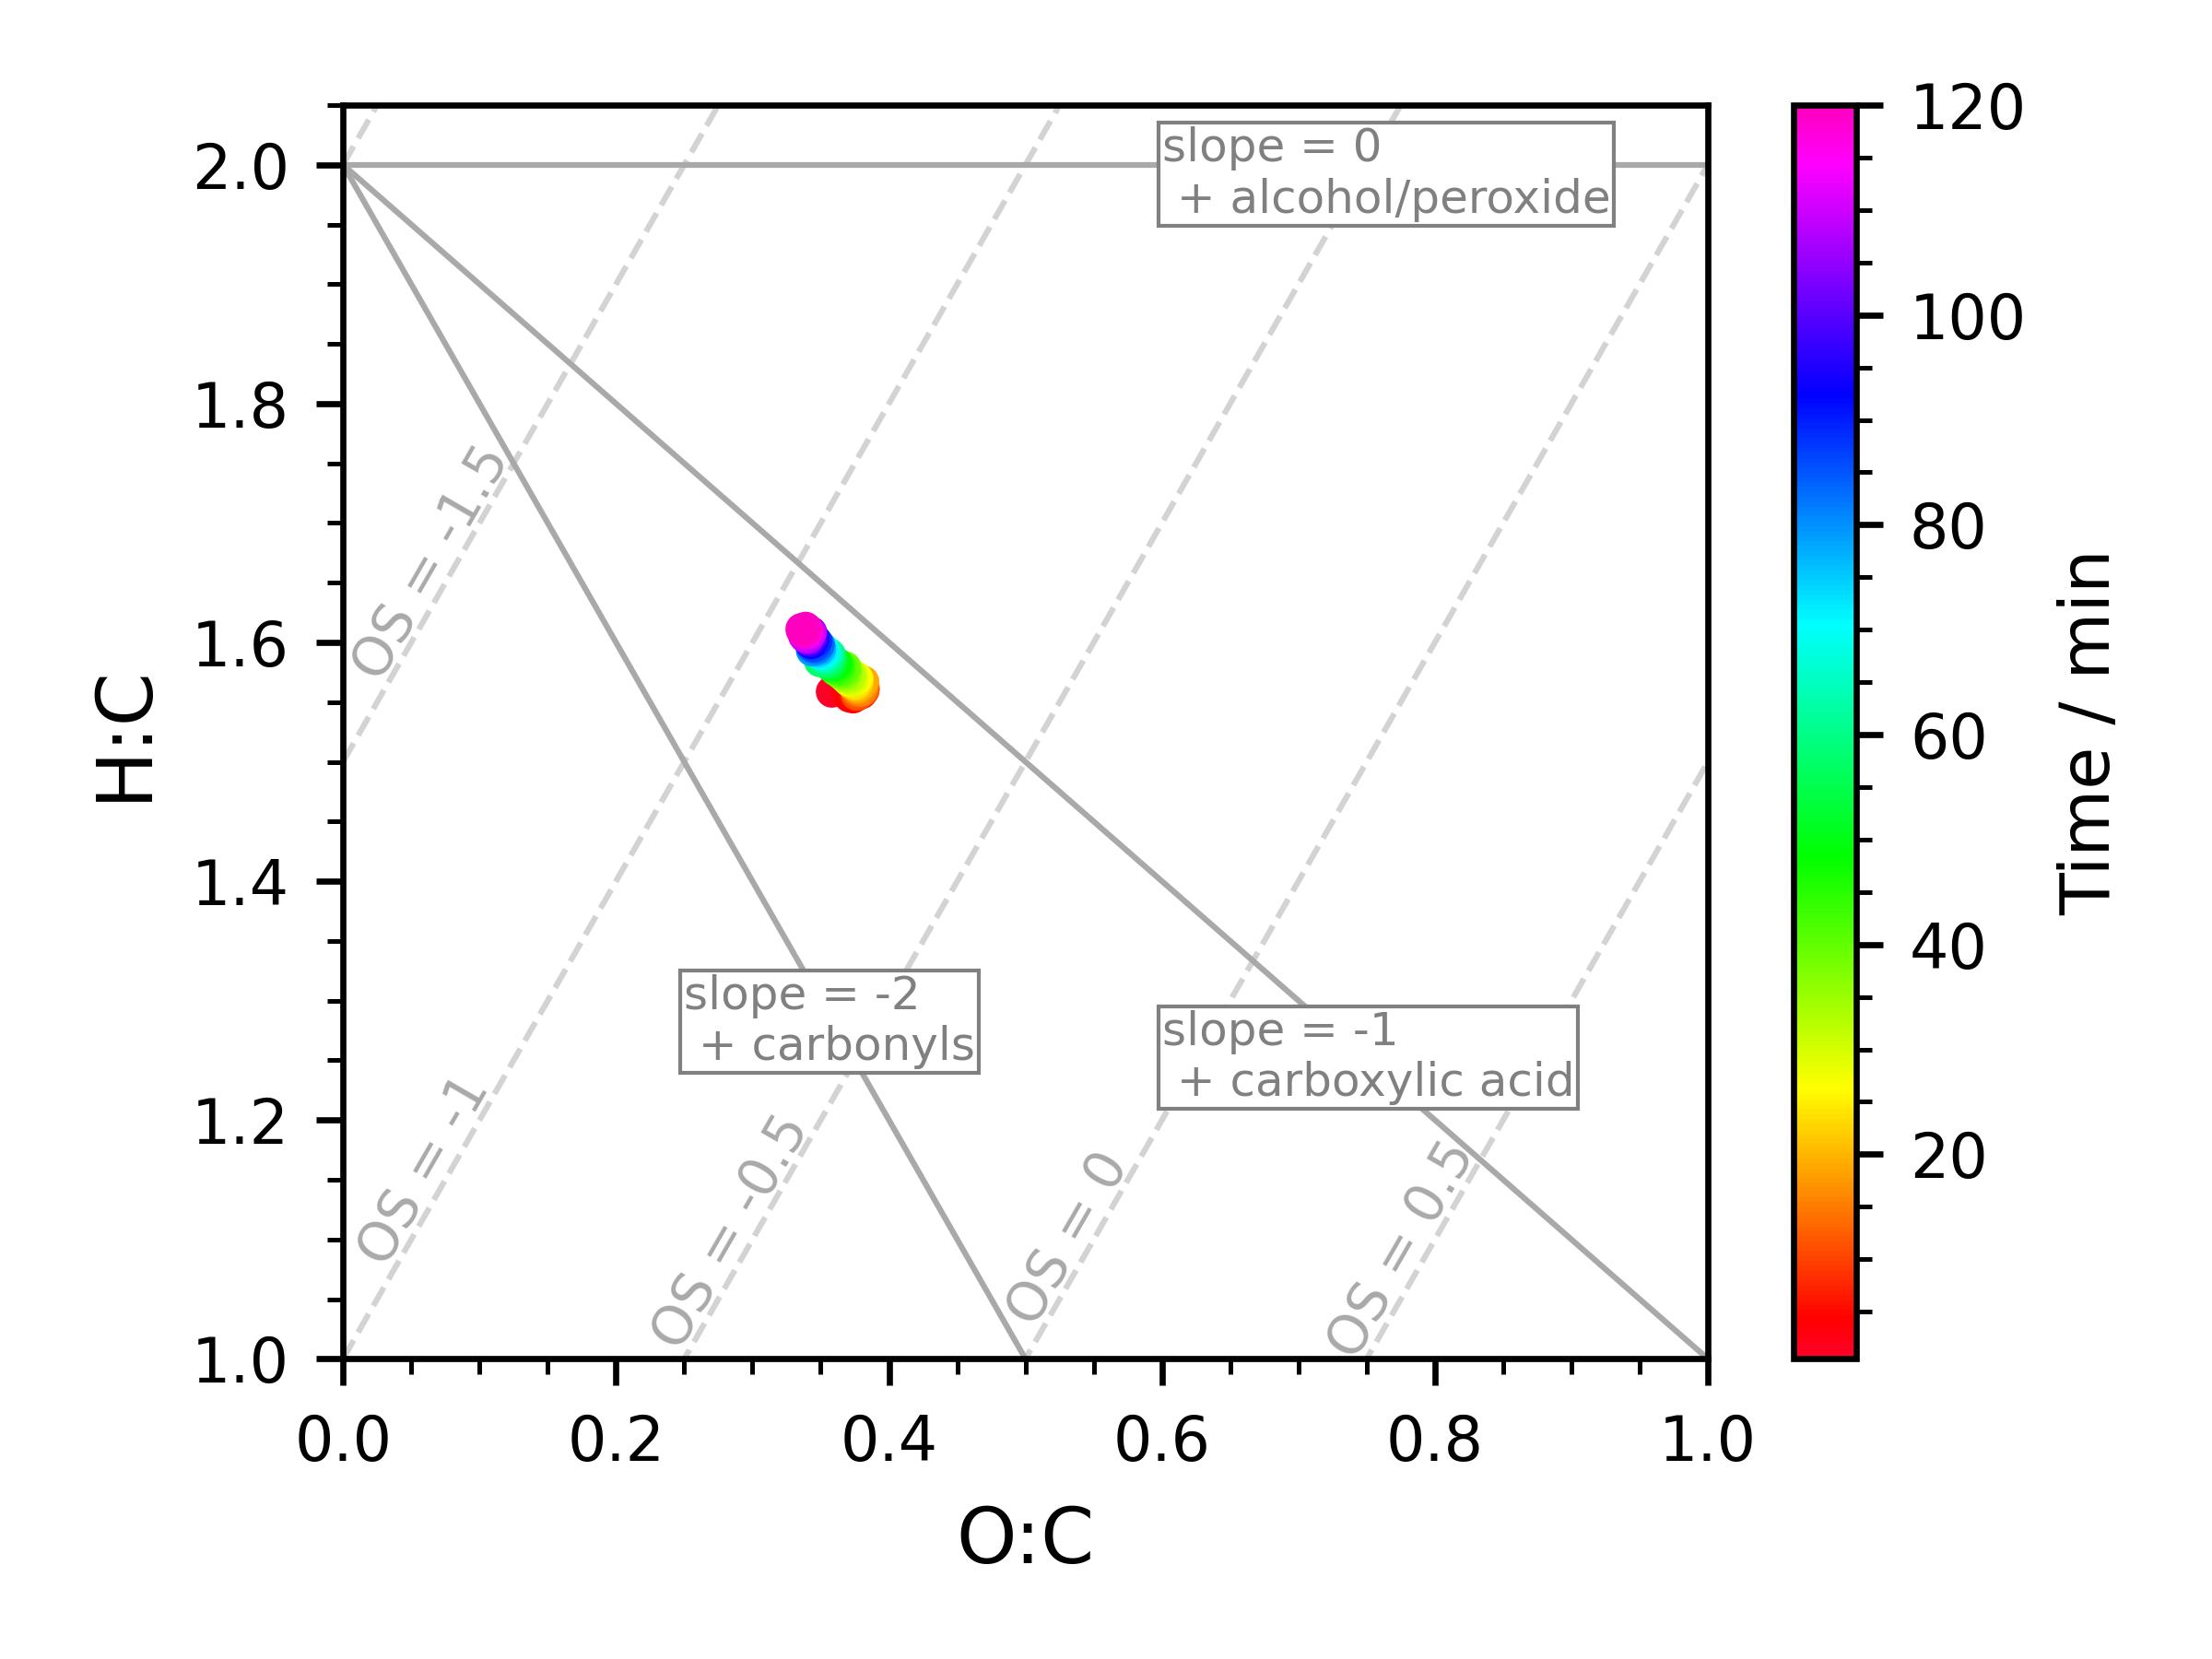 slope = 0
+ alcohol/peroxide
OS = -1.5
slope = -2
+ carbonyls
slope = -1
+ carboxylic acid
OS = -1
OS = -0.5
OS = 0
OS = 0.5
2.0
1.8
1.6
1.4
1.2
1.0
H:C
0.0
0.2
0.4
0.6
0.8
1.0
O:C
120
100
80
60
40
20
Time / min